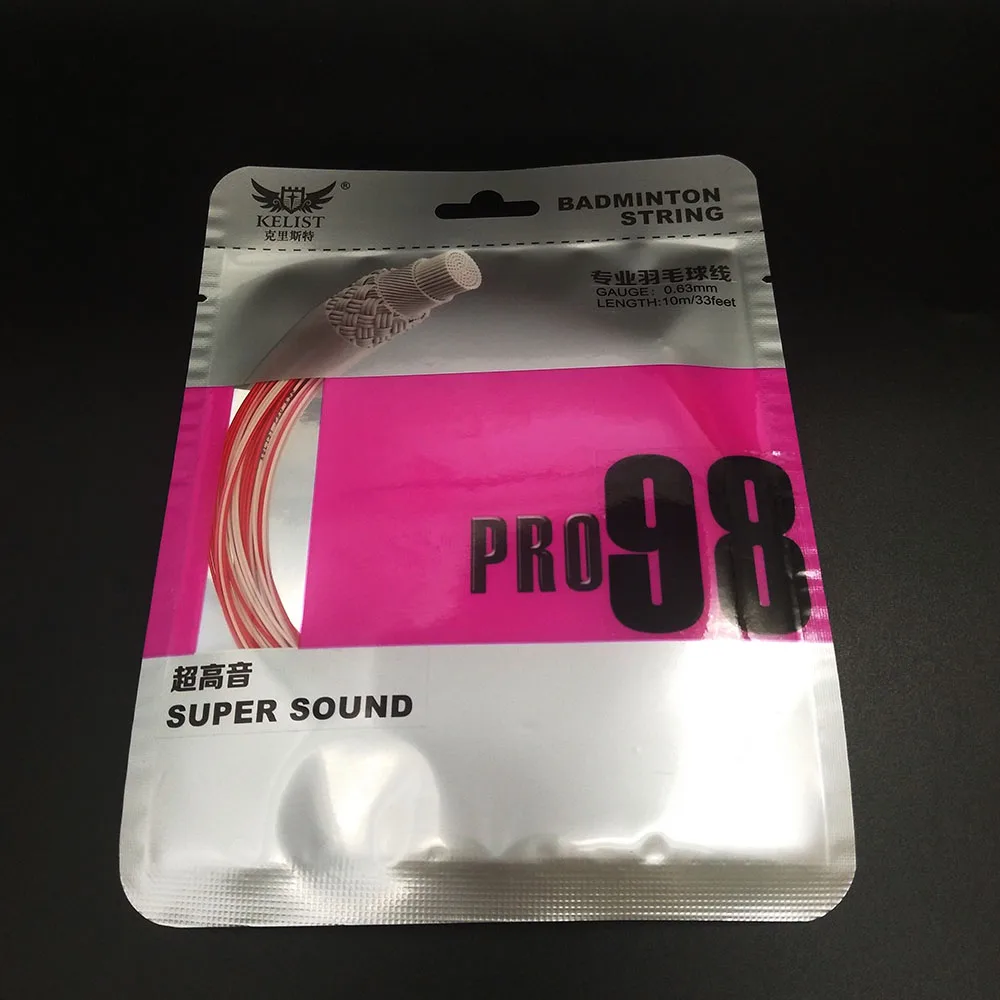 ®
KELIST
克里斯特
BADMINTON
STRING
专业羽毛球线
GAUGE: 0.63mm
LENGTH:10m/33feet
PRO98
超高音
SUPER SOUND